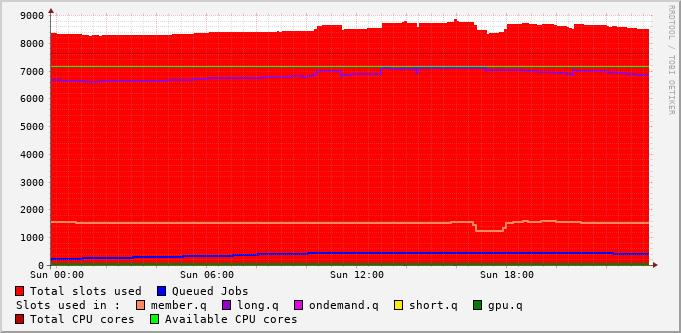 9000
8000
7000
6000
5000
4000
3000
2000
1000
0
Sun 00:00 Sun 06:00 Sun 12:00 Sun 18:00
RRDTOOL / TOBI OETIKER
Total slots used Queued Jobs
Slots used in : member.q long.q ondemand.q short.q gpu.q
Total CPU cores Available CPU cores